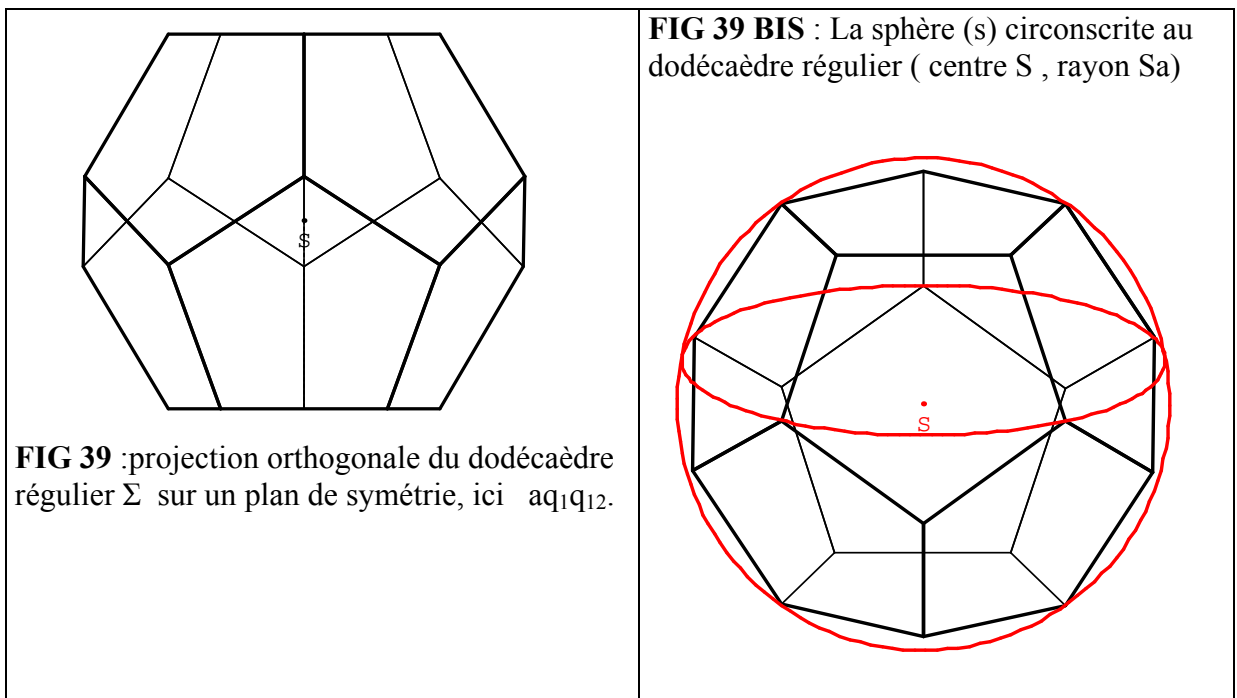 S
FIG 39 :projection orthogonale du dodécaèdre
régulier Σ sur un plan de symétrie, ici aq₁q₁₂.
FIG 39 BIS : La sphère (s) circonscrite au
dodécaèdre régulier ( centre S , rayon Sa)
S